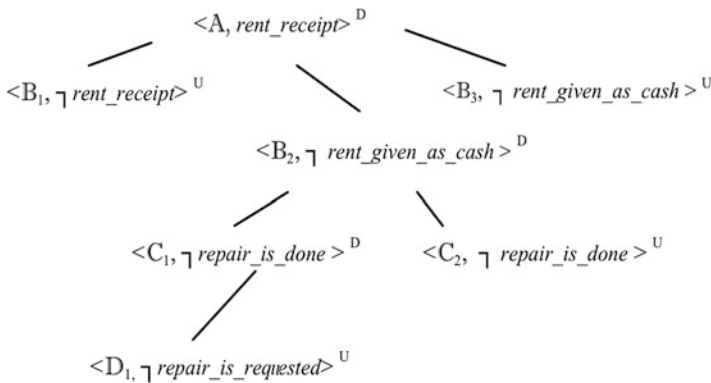 <A, rent_receipt> D
<B1, ┐ rent_receipt> U
<B3, ┐ rent_given_as_cash > U
<B2, ┐ rent_given_as_cash > D
<C1, ┐ repair_is_done > D
<C2, ┐ repair_is_done > U
<D1, ┐ repair_is_requested> U